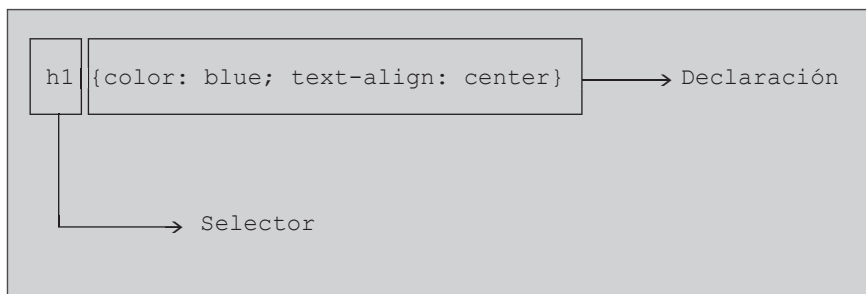 h1 {color: blue; text-align: center} Declaración
Selector